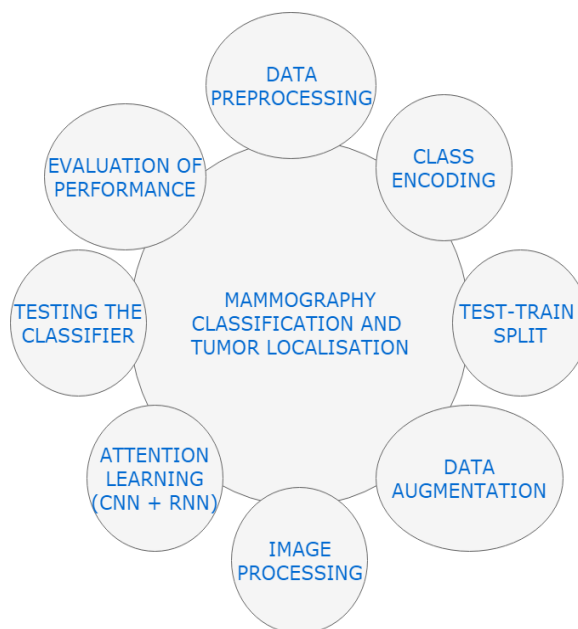 DATA
PREPROCESSING
CLASS
ENCODING
TEST-TRAIN
SPLIT
DATA
AUGMENTATION
IMAGE
PROCESSING
ATTENTION
LEARNING
(CNN + RNN)
TESTING THE
CLASSIFIER
EVALUATION OF
PERFORMANCE
MAMMOGRAPHY
CLASSIFICATION AND
TUMOR LOCALISATION